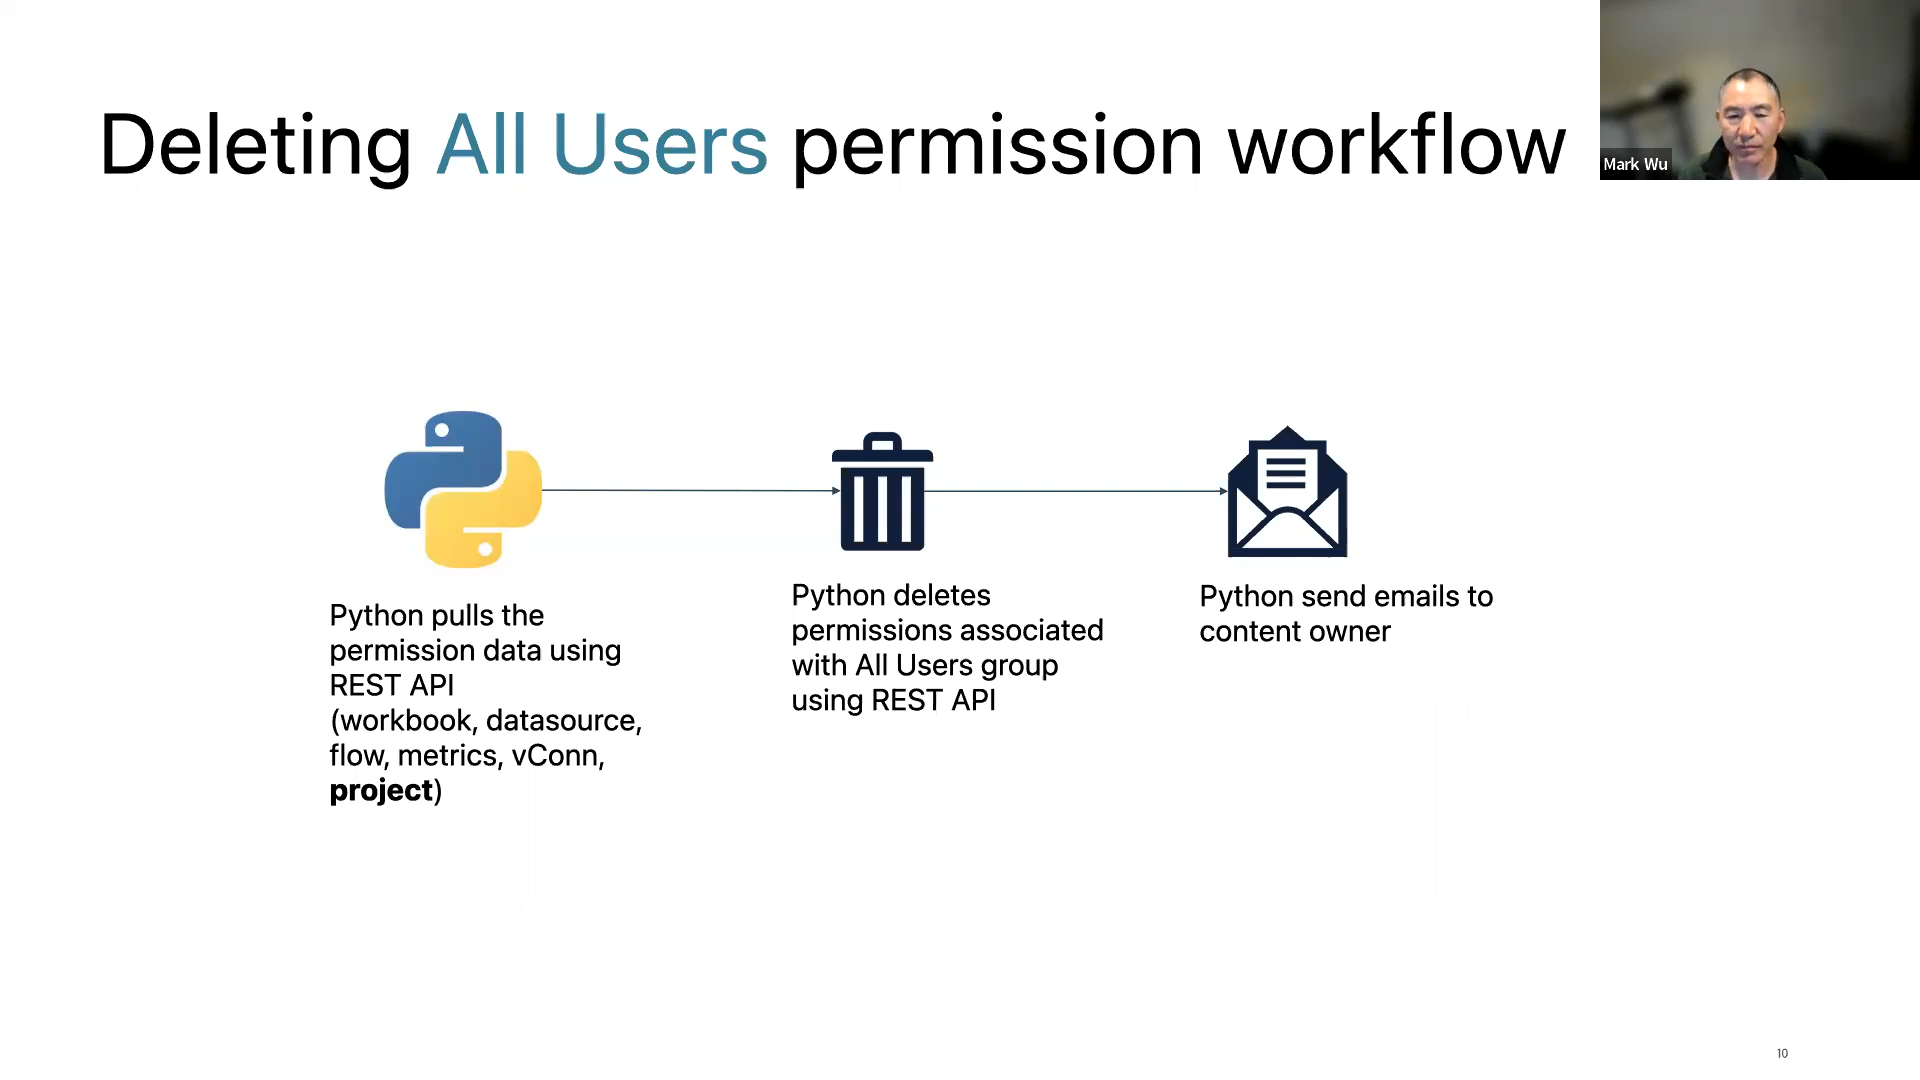 Deleting All Users permission workflow
Mark Wu
Python pulls the
permission data using
REST API
(workbook, datasource,
flow, metrics, vConn,
project)
Python deletes
permissions associated
with All Users group
using REST API
Python send emails to
content owner
10